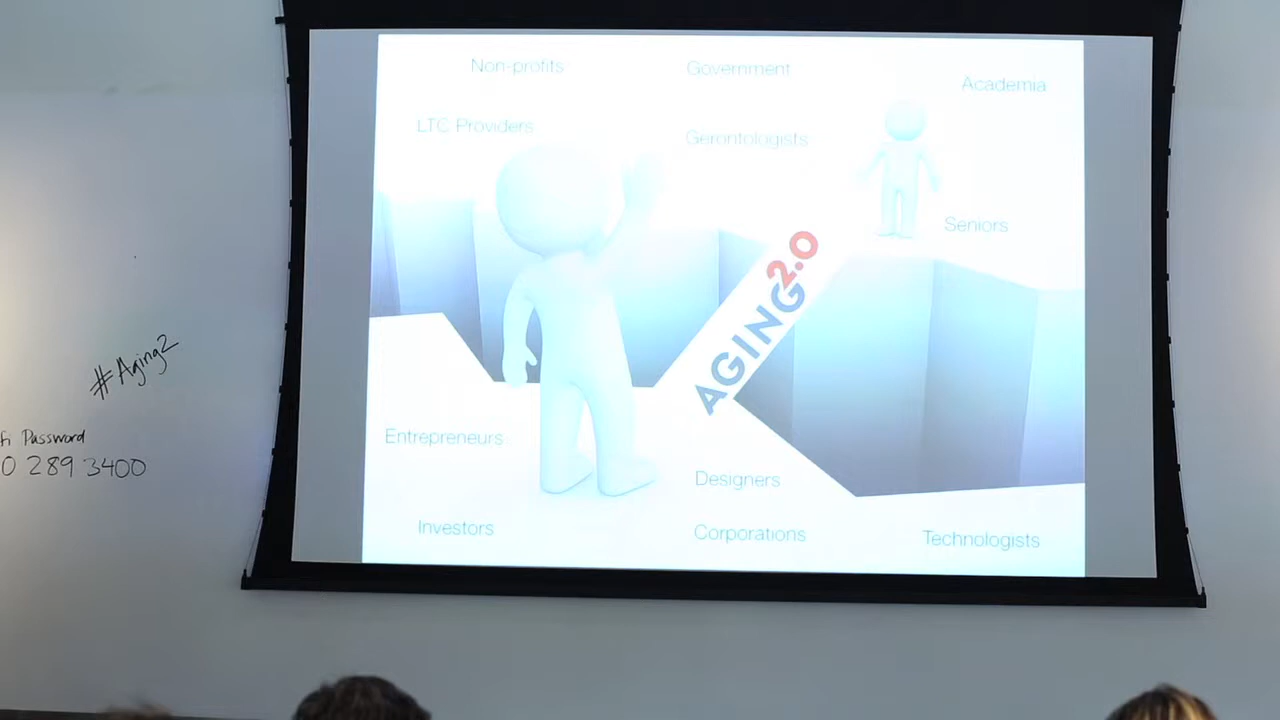 Non-profits
Government
Academia
LTC Providers
Gerontologists
Seniors
AGING2.0
#Aging2
fi Password
0 289 3400
Entrepreneurs
Designers
Investors
Corporations
Technologists